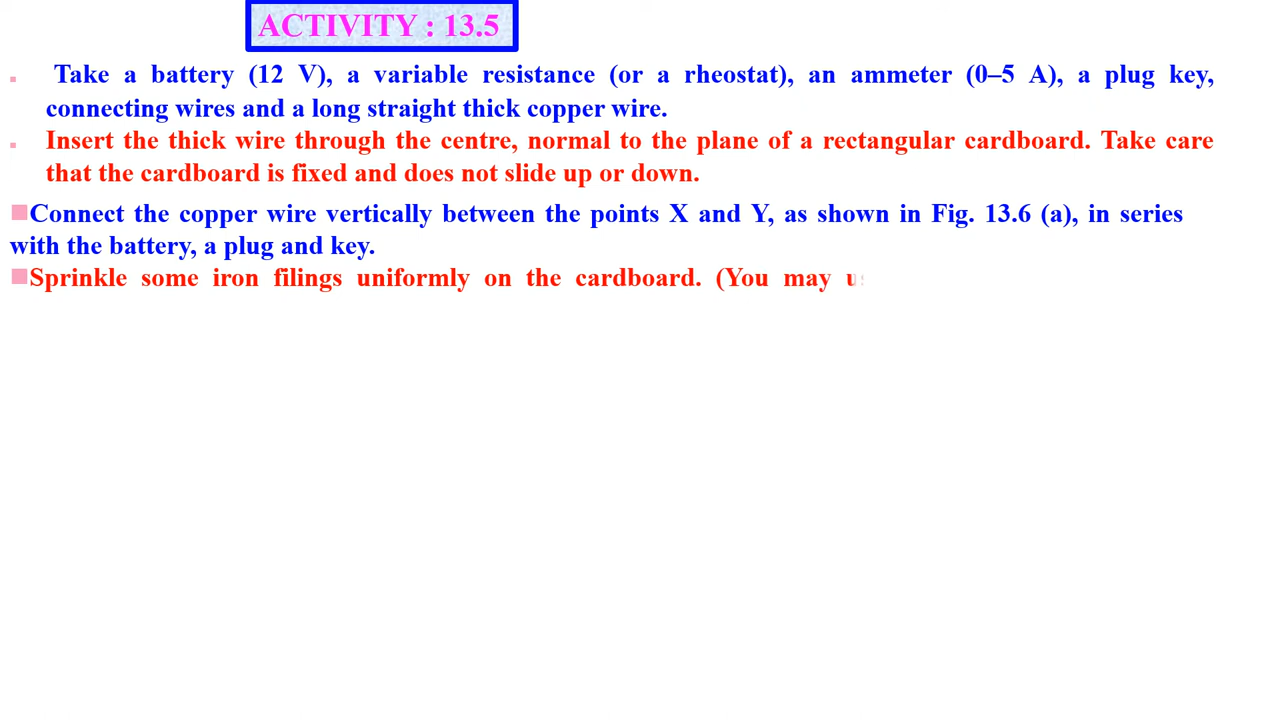 ACTIVITY : 13.5
Take a battery (12 V), a variable resistance (or a rheostat), an ammeter (0–5 A), a plug key,
connecting wires and a long straight thick copper wire.
Insert the thick wire through the centre, normal to the plane of a rectangular cardboard. Take care
that the cardboard is fixed and does not slide up or down.
Connect the copper wire vertically between the points X and Y, as shown in Fig. 13.6 (a), in series
with the battery, a plug and key.
Sprinkle some iron filings uniformly on the cardboard. (You may